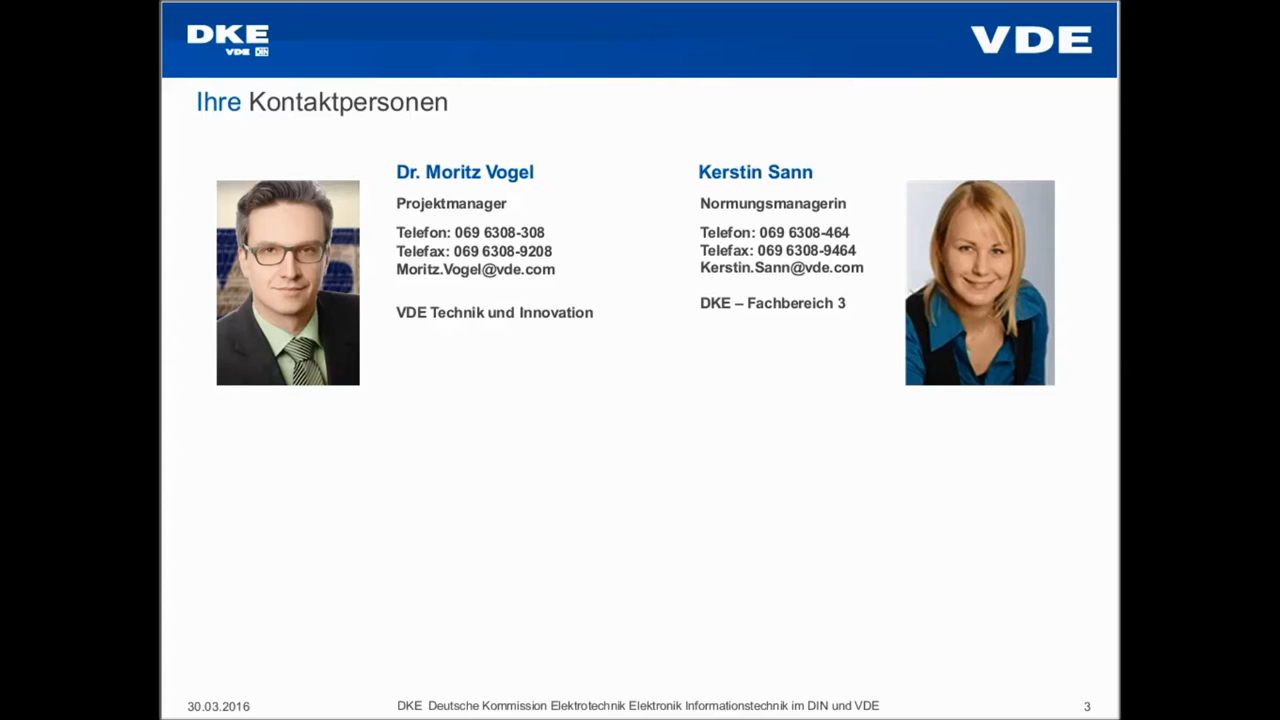 DKE
VDE DIN
VDE
Ihre Kontaktpersonen
Dr. Moritz Vogel
Projektmanager
Telefon: 069 6308-308
Telefax: 069 6308-9208
Moritz.Vogel@vde.com
VDE Technik und Innovation
Kerstin Sann
Normungsmanagerin
Telefon: 069 6308-464
Telefax: 069 6308-9464
Kerstin.Sann@vde.com
DKE – Fachbereich 3
30.03.2016
DKE Deutsche Kommission Elektrotechnik Elektronik Informationstechnik im DIN und VDE
3